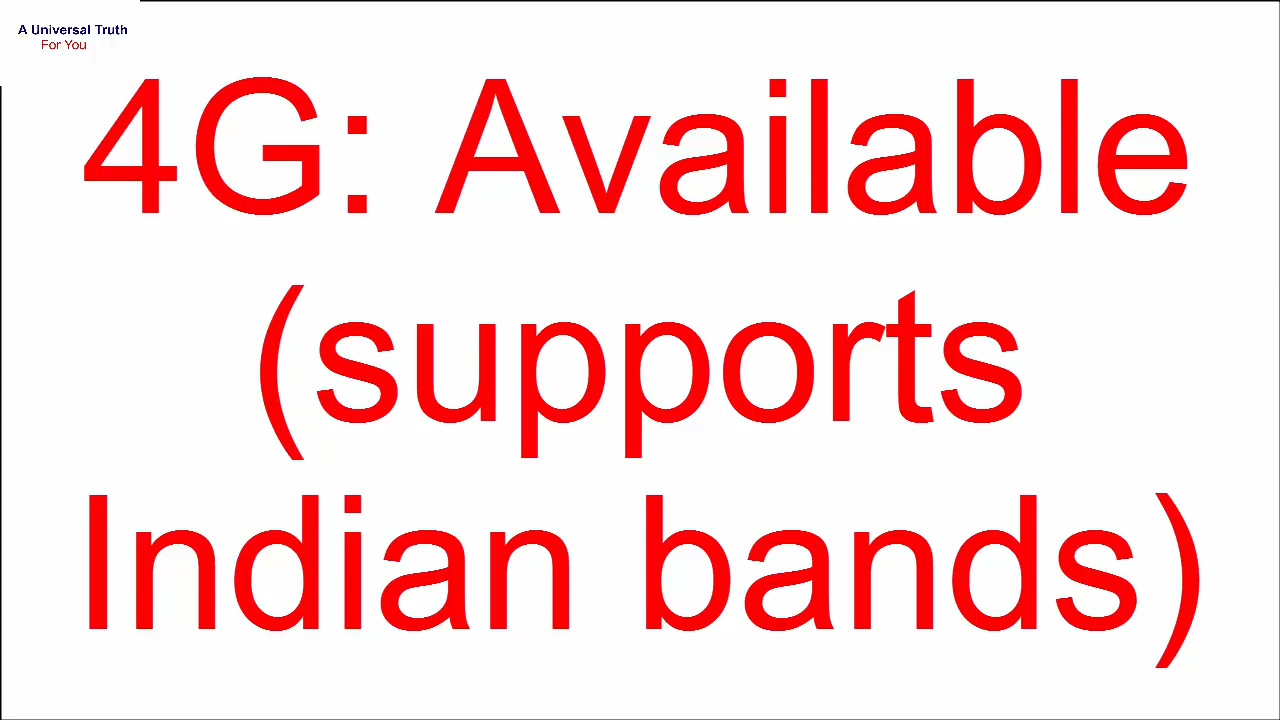 A Universal Truth
For You
4G: Available
(supports
Indian bands)